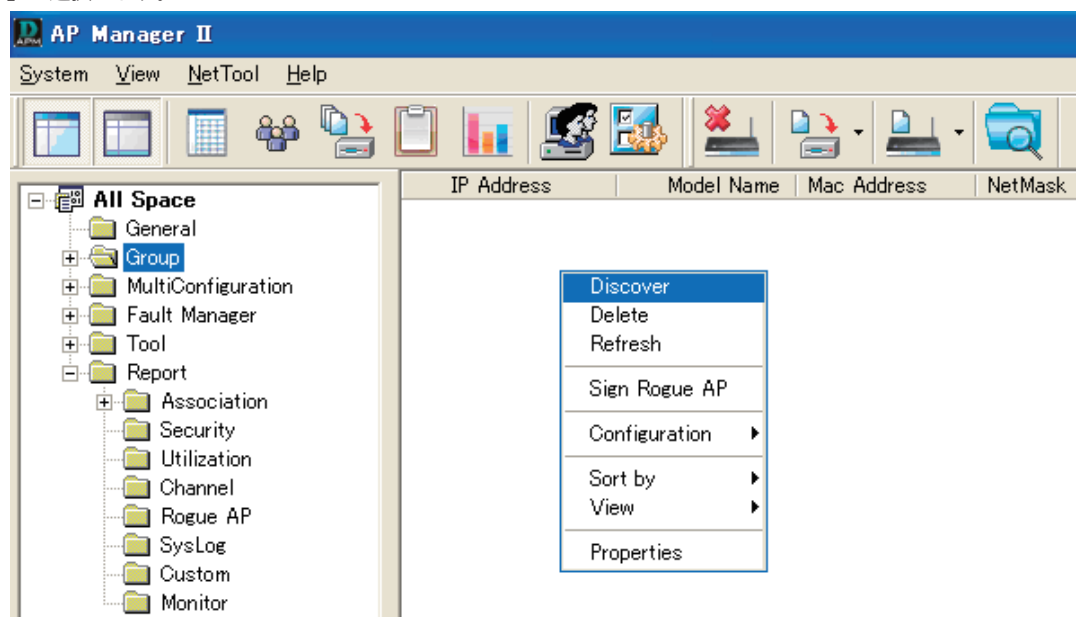 AP Manager II
System View NetTool Help
IP Address Model Name Mac Address NetMask
All Space
General
Group
MultiConfiguration
Fault Manager
Tool
Report
Association
Security
Utilization
Channel
Rogue AP
SysLog
Custom
Monitor
Discover
Delete
Refresh
Sign Rogue AP
Configuration
Sort by
View
Properties